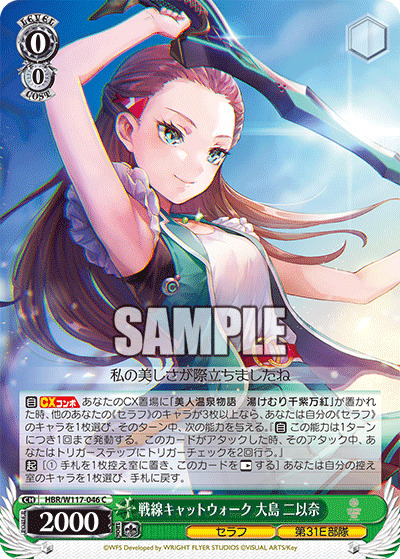 LEVEL
0
0
COST
SAMPLE
私の美しさが際立ちましたね
【自】 CXコンボ あなたのCX置場に「美人温泉物語 湯けむり千紫万紅」が置かれ
た時、他のあなたの《セラフ》のキャラが3枚以上なら、あなたは自分の《セラフ》
のキャラを1枚選び、そのターン中、次の能力を与える。『【自】 この能力は1ターン
につき1回まで発動する。このカードがアタックした時、そのアタック中、あ
なたはトリガーステップにトリガーチェックを2回行う。』
【起】［① 手札を1枚控え室に置き、このカードを【レスト】する］ あなたは自分の控え
室のキャラを1枚選び、手札に戻す。
CH HBR/W117-046 C
2000
戦線キャットウォーク 大島 二以奈
セラフ 第31E部隊
©WFS Developed by WRIGHT FLYER STUDIOS ©VISUAL ARTS/Key